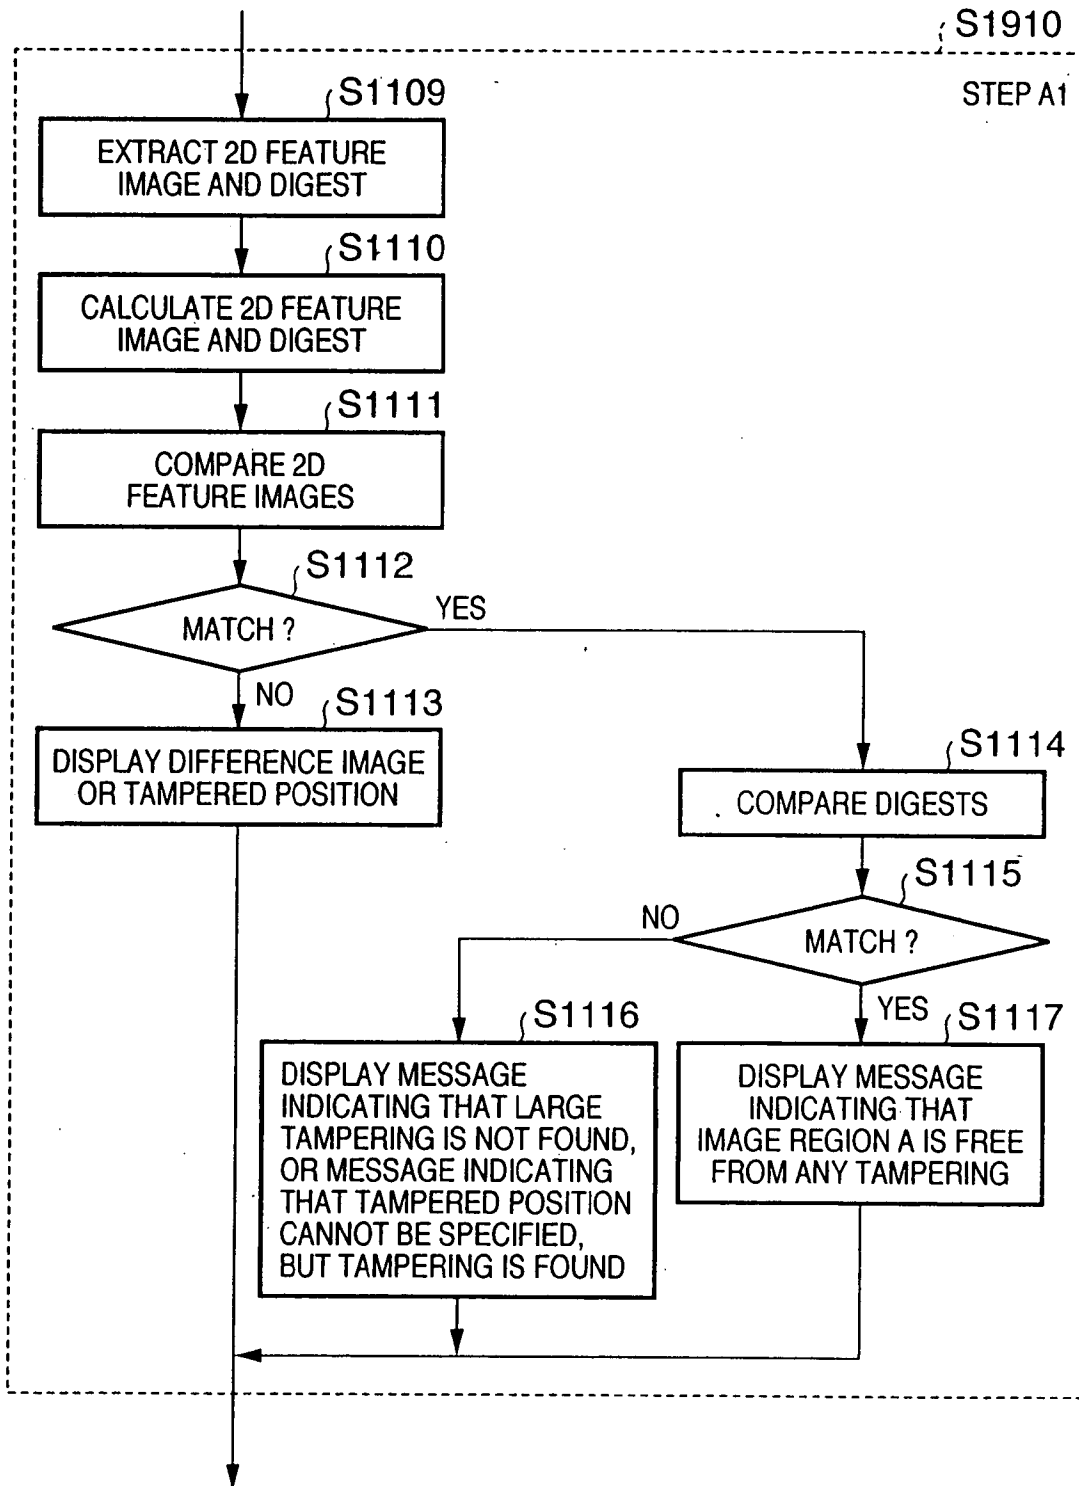 S1910
STEP A1
S1109
EXTRACT 2D FEATURE
IMAGE AND DIGEST
S1110
CALCULATE 2D FEATURE
IMAGE AND DIGEST
S1111
COMPARE 2D
FEATURE IMAGES
S1112
MATCH ?
YES
NO
S1113
DISPLAY DIFFERENCE IMAGE
OR TAMPERED POSITION
S1114
COMPARE DIGESTS
S1115
MATCH ?
NO
YES
S1116
DISPLAY MESSAGE
INDICATING THAT LARGE
TAMPERING IS NOT FOUND,
OR MESSAGE INDICATING
THAT TAMPERED POSITION
CANNOT BE SPECIFIED,
BUT TAMPERING IS FOUND
S1117
DISPLAY MESSAGE
INDICATING THAT
IMAGE REGION A IS FREE
FROM ANY TAMPERING